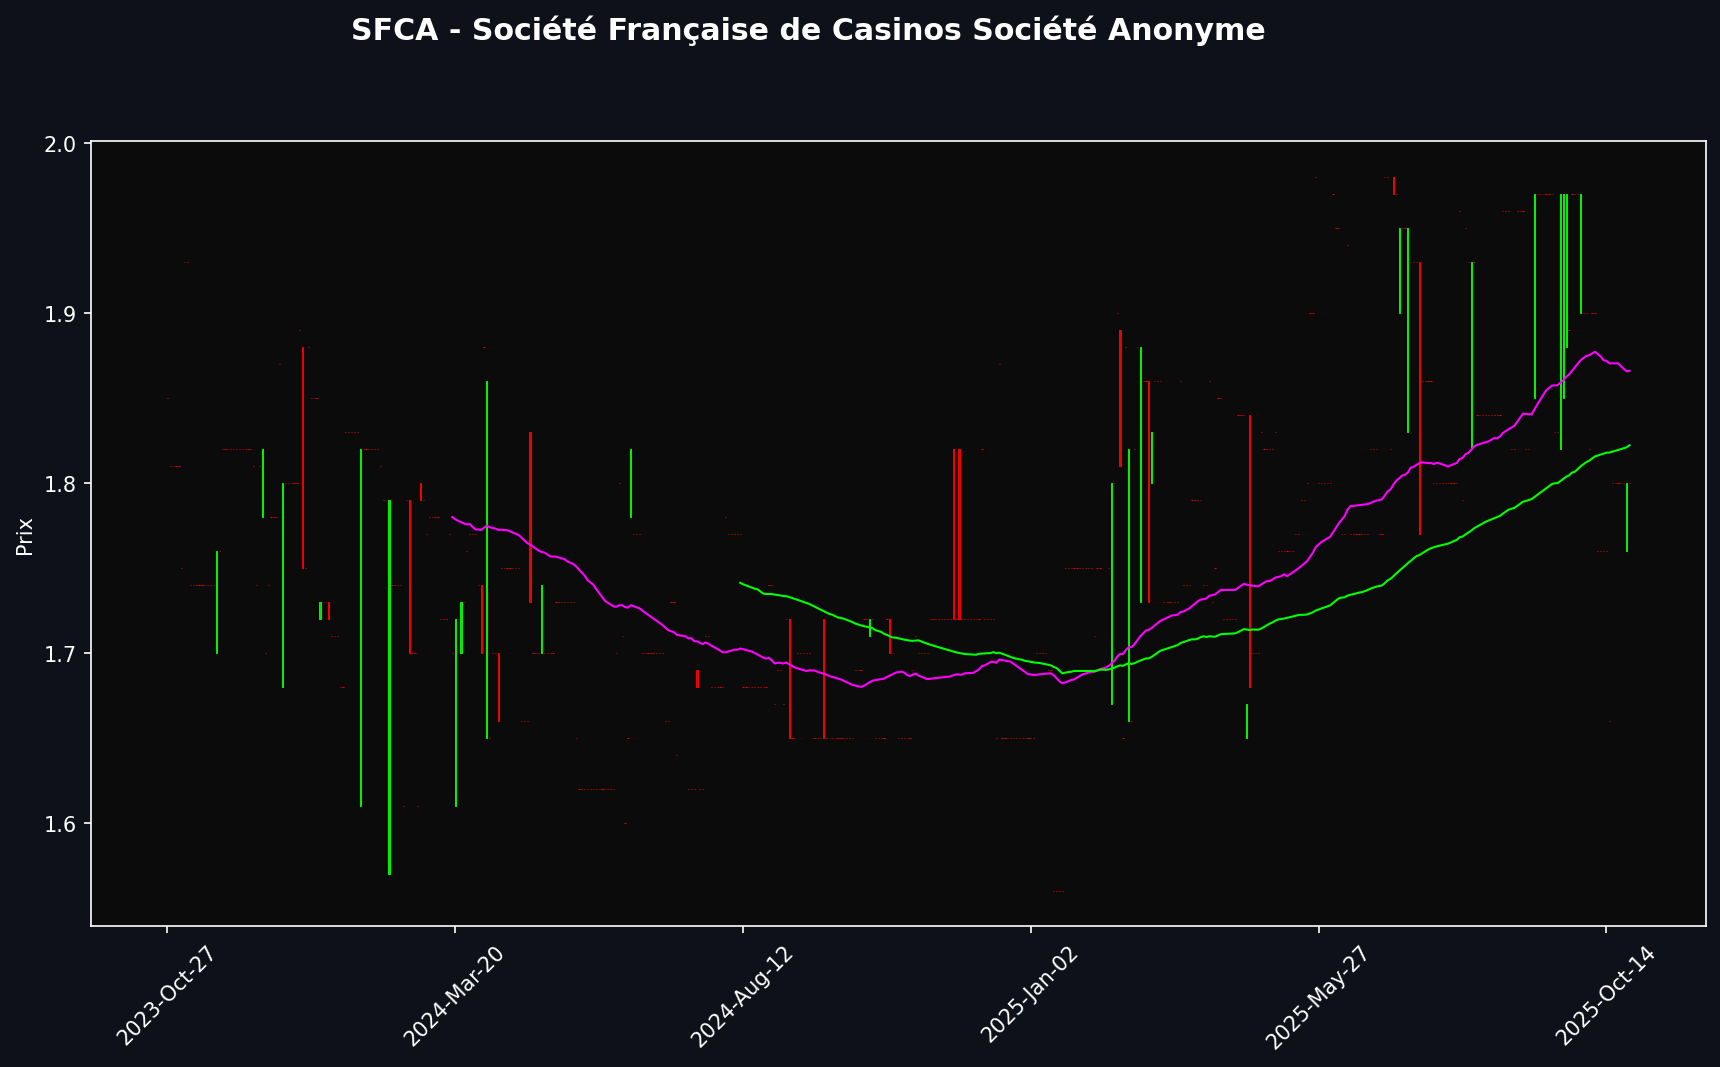 SFCA - Société Française de Casinos Société Anonyme
2.0
1.9
1.8
1.7
1.6
Prix
2023-Oct-27
2024-Mar-20
2024-Aug-12
2025-Jan-02
2025-May-27
2025-Oct-14